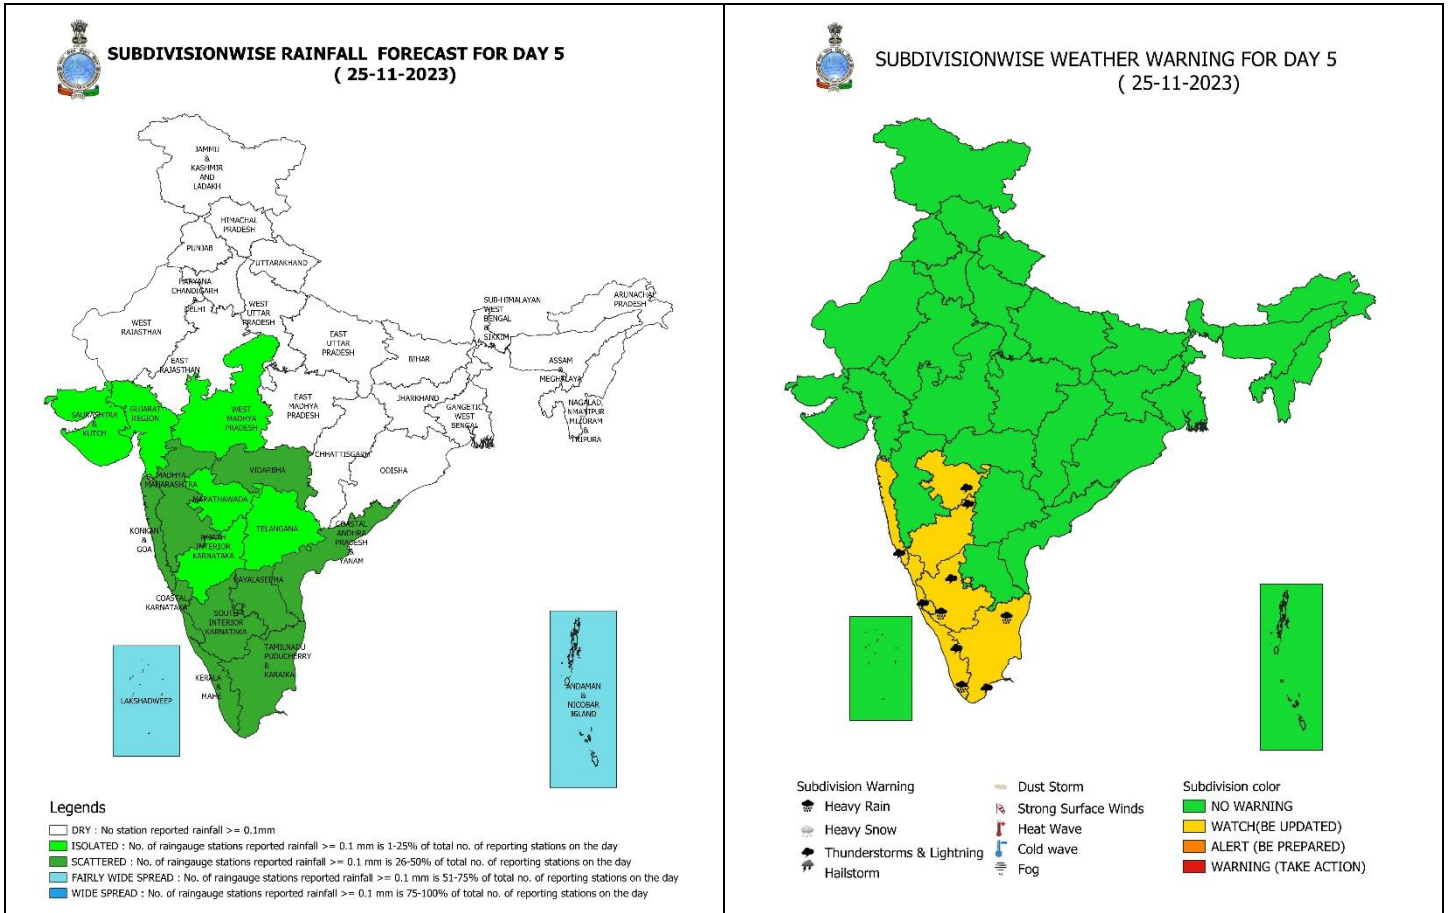 SUBDIVISIONWISE RAINFALL FORECAST FOR DAY 5
( 25-11-2023)
JAMMU
&
KASHMIR
AND
LADAKH
HIMACHAL
PRADESH
PUNJAB
UTTARAKHAND
HARYANA
CHANDIGARH
&
DELHI
WEST
UTTAR
PRADESH
WEST
RAJASTHAN
EAST
RAJASTHAN
EAST
UTTAR
PRADESH
BIHAR
SUB-HIMALAYAN
WEST
BENGAL
&
SIKKIM
ARUNACHAL
PRADESH
ASSAM
&
MEGHALAYA
NAGALAD,
NMANIPUR
MIZORAM
&
TRIPURA
JHARKHAND
GANGETIC
WEST
BENGAL
EAST
MADHYA
PRADESH
WEST
MADHYA
PRADESH
GUJARAT
REGION
SAURASHTRA
&
KUTCH
CHHATTISGARH
ODISHA
VIDARBHA
MADHYA
MAHARASHTRA
MARATHAWADA
TELANGANA
KONKAN
&
GOA
NORTH
INTERIOR
KARNATAKA
COASTAL
ANDHRA
PRADESH
&
YANAM
RAYALASEEMA
COASTAL
KARNATAKA
SOUTH
INTERIOR
KARNATAKA
TAMILNADU
PUDUCHERRY
&
KARAIKA
KERALA
&
MAHE
LAKSHADWEEP
ANDAMAN
&
NICOBAR
ISLAND
Legends
DRY : No station reported rainfall >= 0.1mm
ISOLATED : No. of raingauge stations reported rainfall >= 0.1 mm is 1-25% of total no. of reporting stations on the day
SCATTERED : No. of raingauge stations reported rainfall >= 0.1 mm is 26-50% of total no. of reporting stations on the day
FAIRLY WIDE SPREAD : No. of raingauge stations reported rainfall >= 0.1 mm is 51-75% of total no. of reporting stations on the day
WIDE SPREAD : No. of raingauge stations reported rainfall >= 0.1 mm is 75-100% of total no. of reporting stations on the day
SUBDIVISIONWISE WEATHER WARNING FOR DAY 5
( 25-11-2023)
Subdivision Warning
Heavy Rain
Heavy Snow
Thunderstorms & Lightning
Hailstorm
Dust Storm
Strong Surface Winds
Heat Wave
Cold wave
Fog
Subdivision color
NO WARNING
WATCH(BE UPDATED)
ALERT (BE PREPARED)
WARNING (TAKE ACTION)